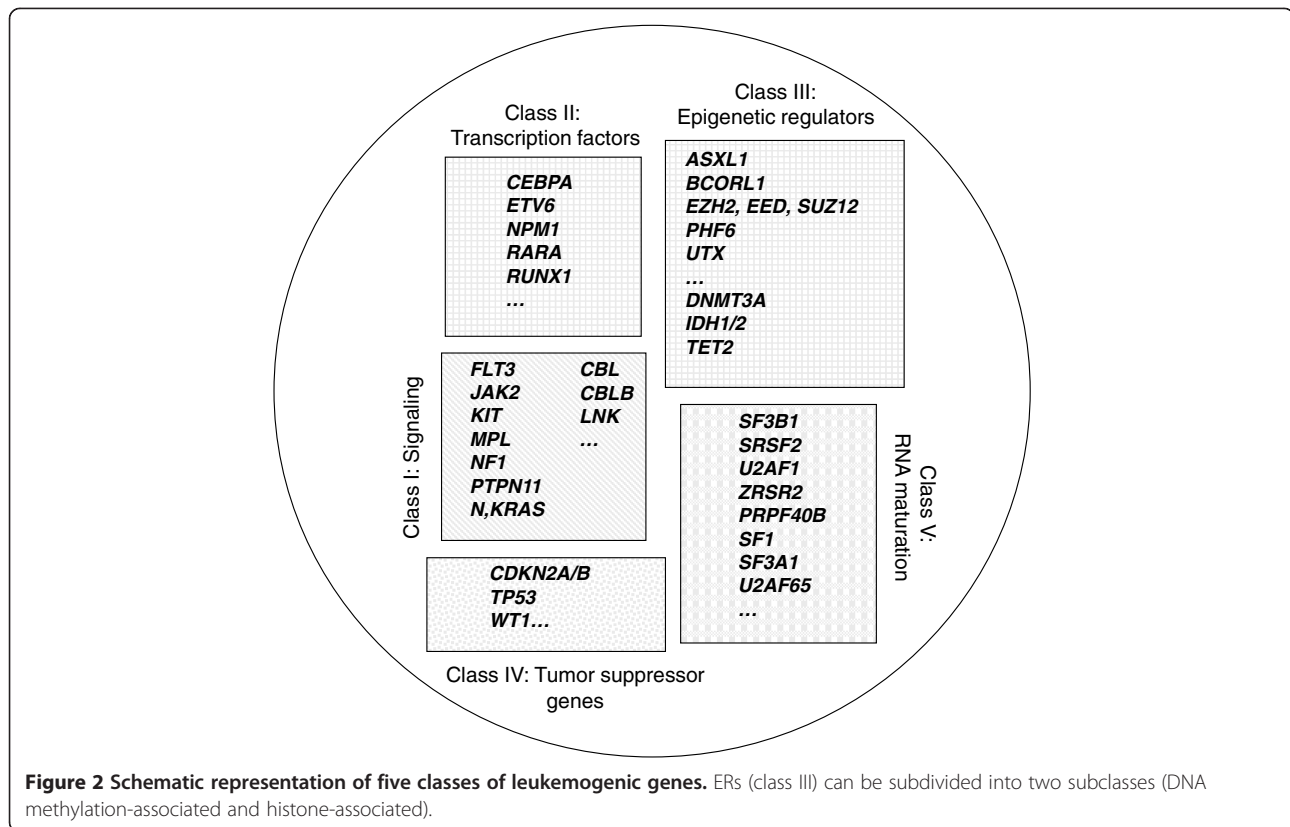 Class II:
Transcription factors
CEBPA
ETV6
NPM1
RARA
RUNX1
...
Class III:
Epigenetic regulators
ASXL1
BCORL1
EZH2, EED, SUZ12
PHF6
UTX
...
DNMT3A
IDH1/2
TET2
Class I: Signaling
FLT3
JAK2
KIT
MPL
NF1
PTPN11
N,KRAS
CBL
CBLB
LNK
...
SF3B1
SRSF2
U2AF1
ZRSR2
PRPF40B
SF1
SF3A1
U2AF65
...
Class V:
RNA maturation
CDKN2A/B
TP53
WT1...
Class IV: Tumor suppressor
genes
Figure 2 Schematic representation of five classes of leukemogenic genes. ERs (class III) can be subdivided into two subclasses (DNA
methylation-associated and histone-associated).